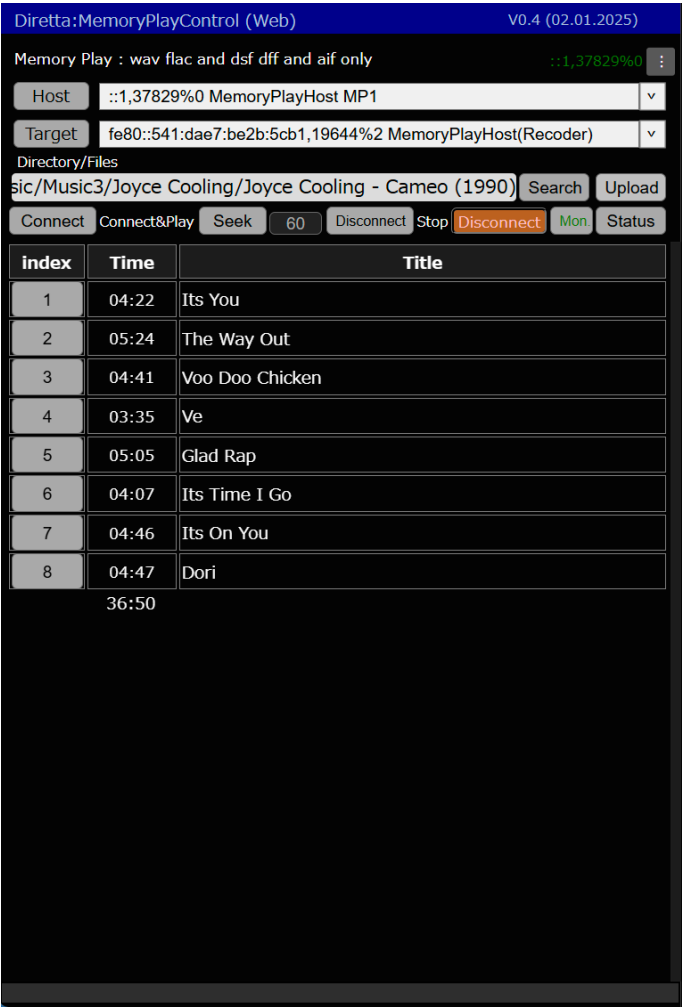 Diretta:MemoryPlayControl (Web) V0.4 (02.01.2025)
Memory Play : wav flac and dsf dff and aif only ::1,37829%0 ⋮
Host ::1,37829%0 MemoryPlayHost MP1 v
Target fe80::541:dae7:be2b:5cb1,19644%2 MemoryPlayHost(Recoder) v
Directory/Files
sic/Music3/Joyce Cooling/Joyce Cooling - Cameo (1990) Search Upload
Connect Connect&Play Seek 60 Disconnect Stop Disconnect Mon. Status
index Time Title
1 04:22 Its You
2 05:24 The Way Out
3 04:41 Voo Doo Chicken
4 03:35 Ve
5 05:05 Glad Rap
6 04:07 Its Time I Go
7 04:46 Its On You
8 04:47 Dori
36:50